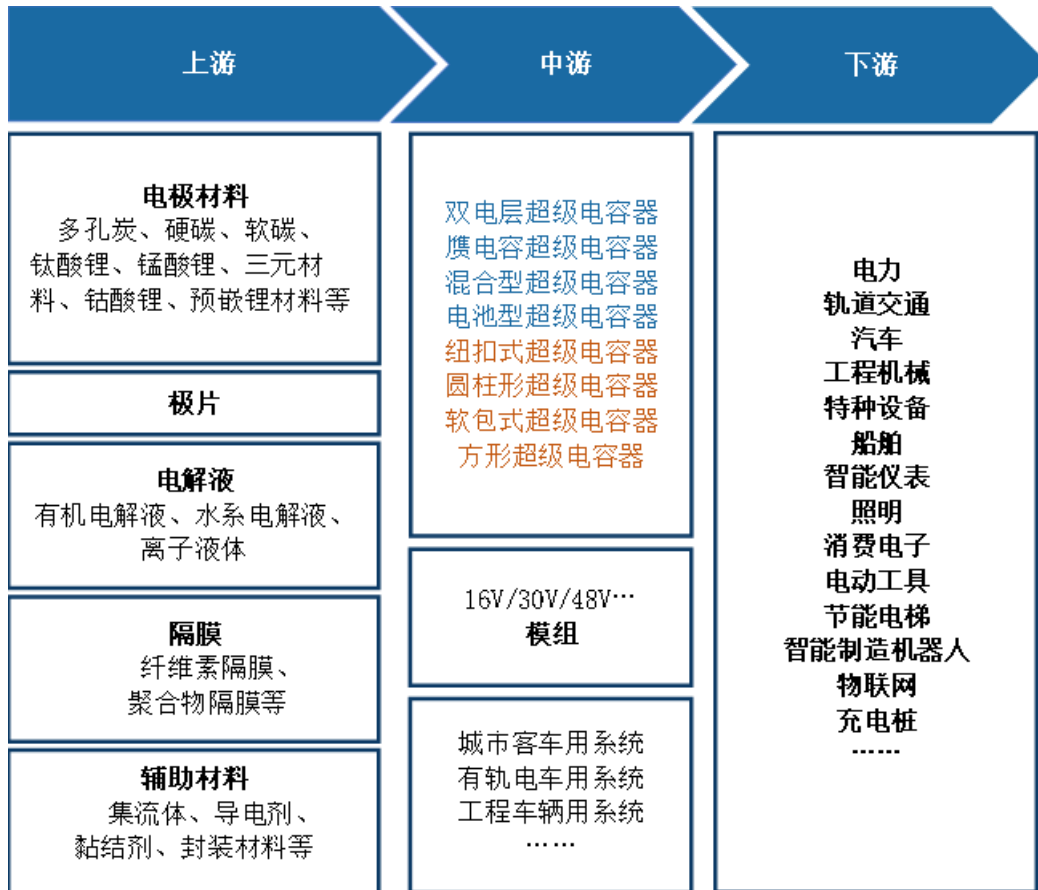 上游
中游
下游
电极材料
多孔炭、硬碳、软碳、
钛酸锂、锰酸锂、三元材
料、钴酸锂、预嵌锂材料等
极片
电解液
有机电解液、水系电解液、
离子液体
隔膜
纤维素隔膜、
聚合物隔膜等
辅助材料
集流体、导电剂、
黏结剂、封装材料等
双电层超级电容器
赝电容超级电容器
混合型超级电容器
电池型超级电容器
纽扣式超级电容器
圆柱形超级电容器
软包式超级电容器
方形超级电容器
16V/30V/48V…
模组
城市客车用系统
有轨电车用系统
工程车辆用系统
……
电力
轨道交通
汽车
工程机械
特种设备
船舶
智能仪表
照明
消费电子
电动工具
节能电梯
智能制造机器人
物联网
充电桩
……